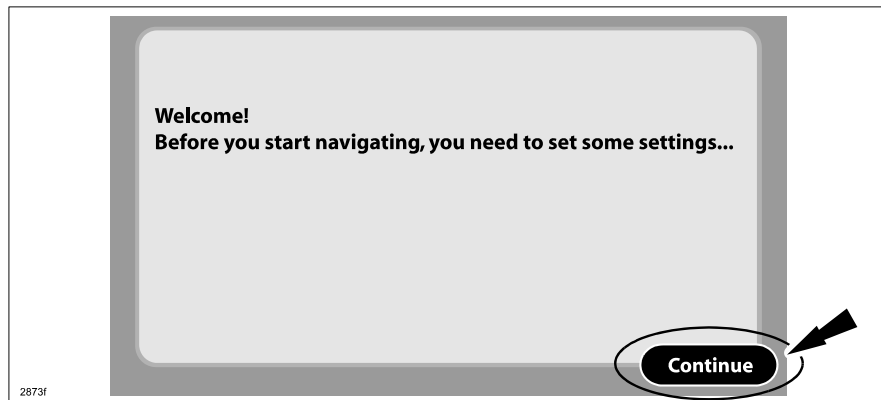 Welcome!
Before you start navigating, you need to set some settings...
Continue
2873f